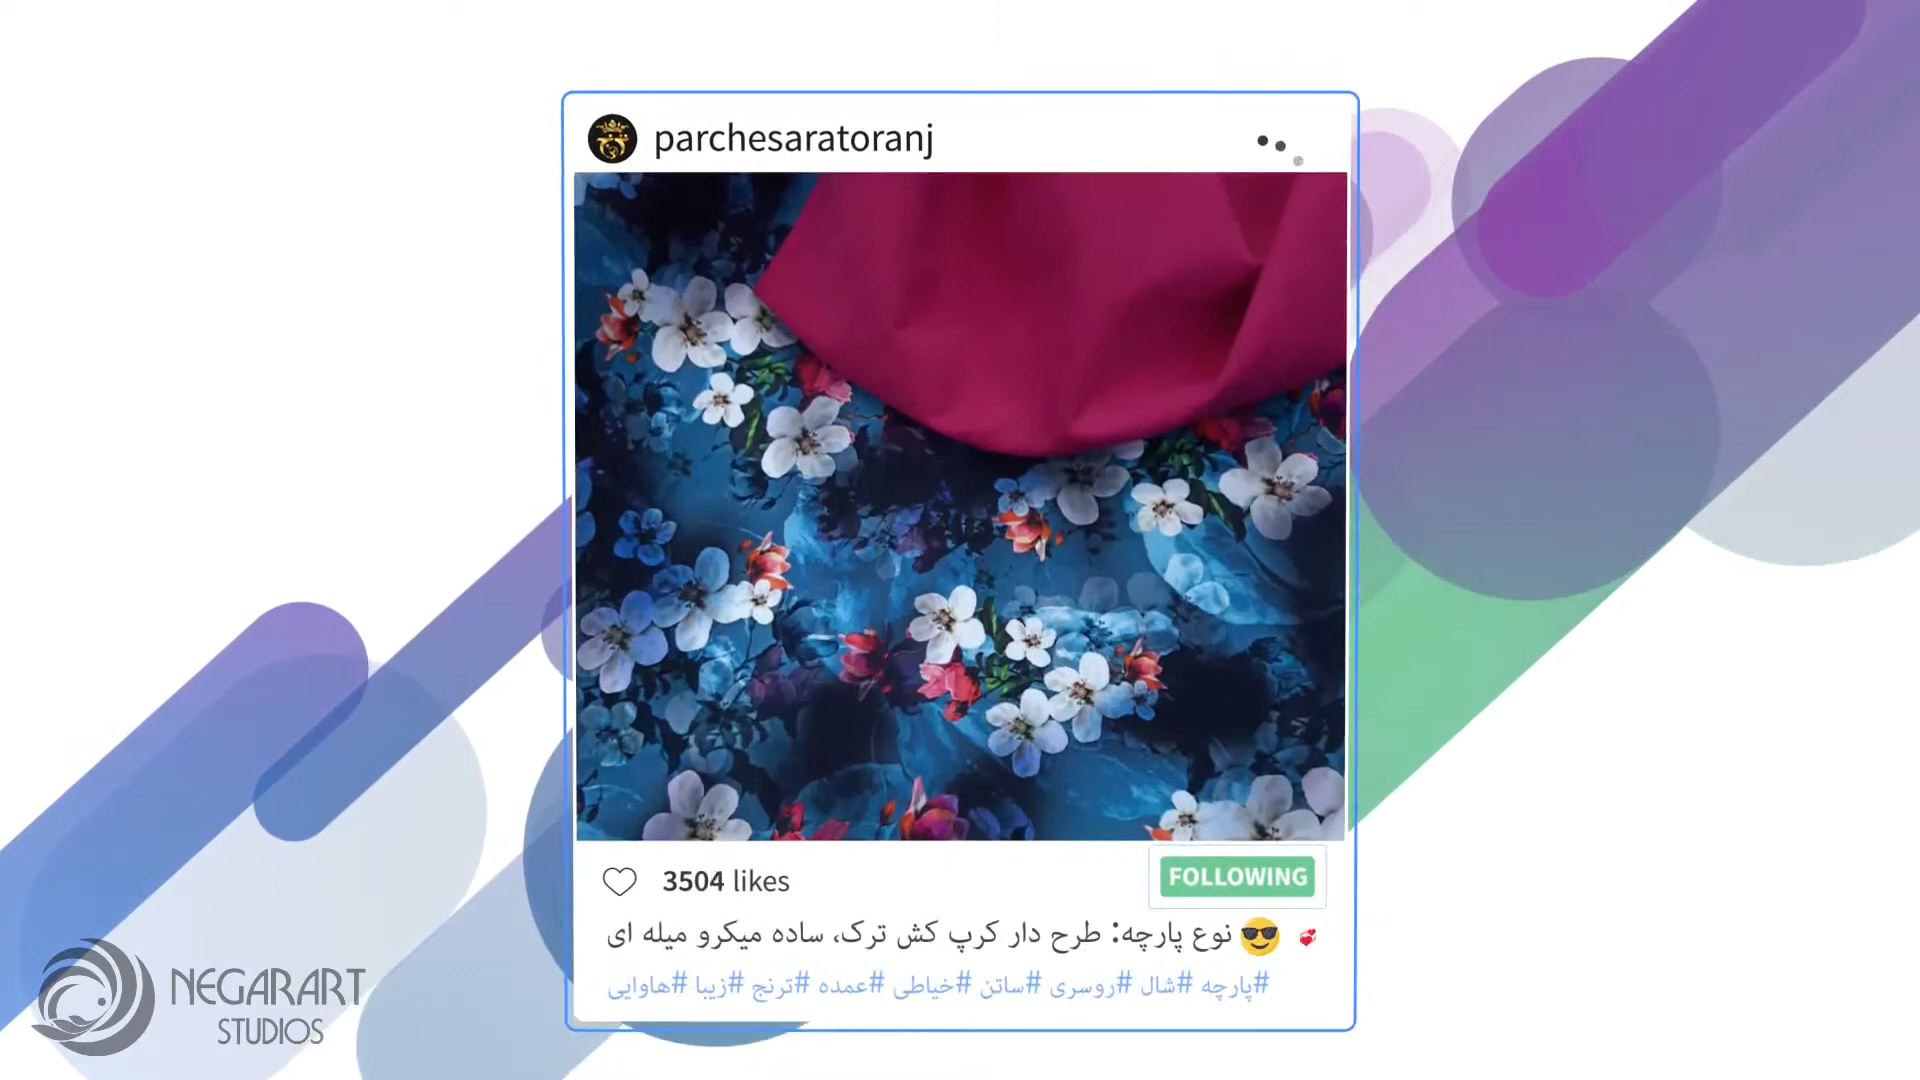 parchesaratoranj
3504 likes
FOLLOWING
نوع پارچه: طرح دار کرپ کش ترک، ساده میکرو میله ای
#پارچه #شال #روسری #ساتن #خیاطی #عمده #ترنج #زیبا #هاوایی
NEGARART
STUDIOS